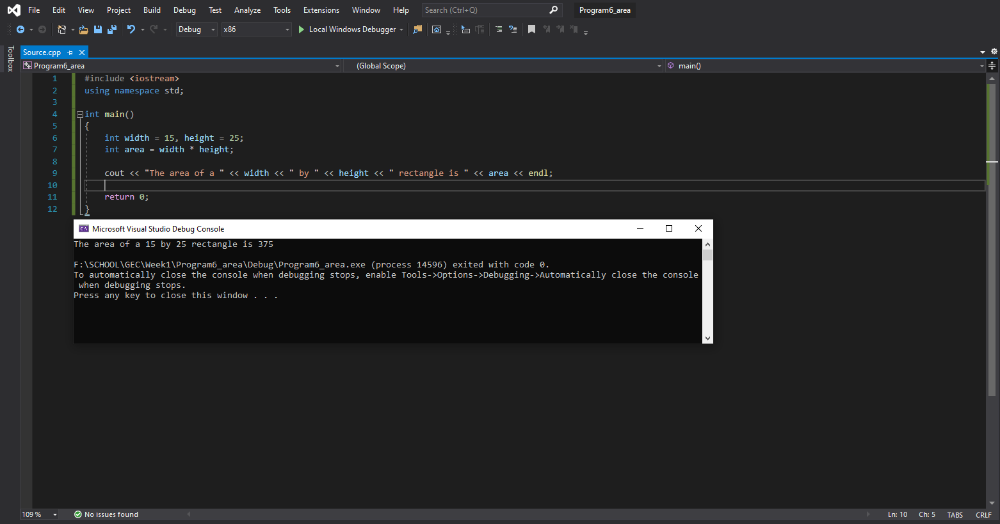 File Edit View Project Build Debug Test Analyze Tools Extensions Window Help Search (Ctrl+Q) Program6_area
Debug x86 Local Windows Debugger
Toolbox
Source.cpp
Program6_area (Global Scope) main()
1 #include <iostream>
2 using namespace std;
3
4 int main()
5 {
6 int width = 15, height = 25;
7 int area = width * height;
8
9 cout << "The area of a " << width << " by " << height << " rectangle is " << area << endl;
10
11 return 0;
12 }
C:\ Microsoft Visual Studio Debug Console
The area of a 15 by 25 rectangle is 375
F:\SCHOOL\GEC\Week1\Program6_area\Debug\Program6_area.exe (process 14596) exited with code 0.
To automatically close the console when debugging stops, enable Tools->Options->Debugging->Automatically close the console
when debugging stops.
Press any key to close this window . . .
109 % No issues found Ln: 10 Ch: 5 TABS CRLF